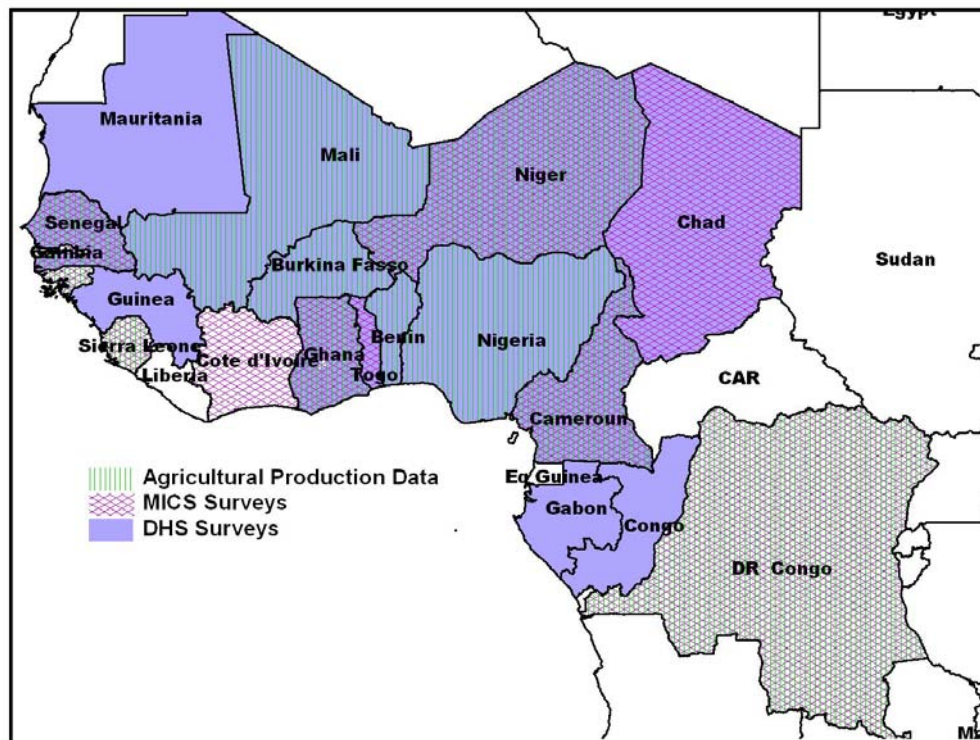 Egypt
Mauritania
Mali
Niger
Chad
Senegal
Gambia
Sudan
Burkina Fasso
Guinea
Benin
Nigeria
Sierra Leone
Cote d'Ivoire
Ghana
Liberia
Togo
CAR
Cameroun
Eq Guinea
Gabon
Congo
DR Congo
Agricultural Production Data
MICS Surveys
DHS Surveys